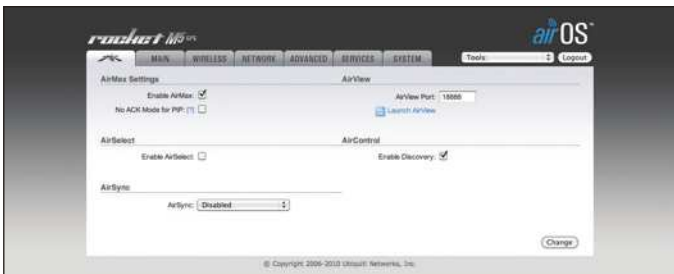 rocket M5 GPS
airOS™
MAIN WIRELESS NETWORK ADVANCED SERVICES SYSTEM Tools: Logout
AirMax Settings
Enable AirMax:
No ACK Mode for PtP: [?]
AirView
AirView Port: 18888
Launch AirView
AirSelect
Enable AirSelect:
AirControl
Enable Discovery:
AirSync
AirSync: Disabled
Change
© Copyright 2006-2010 Ubiquiti Networks, Inc.